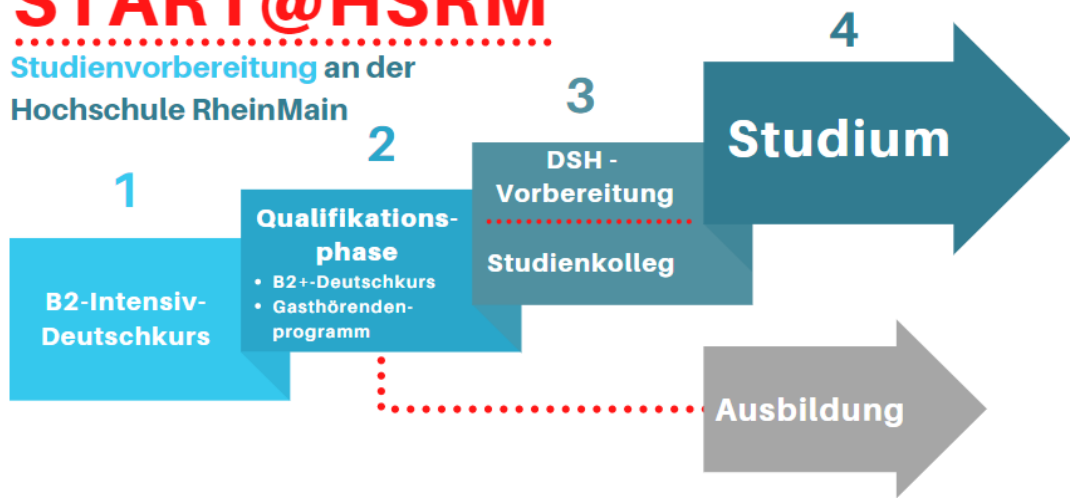 START@HSRM
Studienvorbereitung an der
Hochschule RheinMain
1
B2-Intensiv-
Deutschkurs
2
Qualifikations-
phase
• B2+-Deutschkurs
• Gasthörenden-
programm
3
DSH -
Vorbereitung
Studienkolleg
4
Studium
Ausbildung